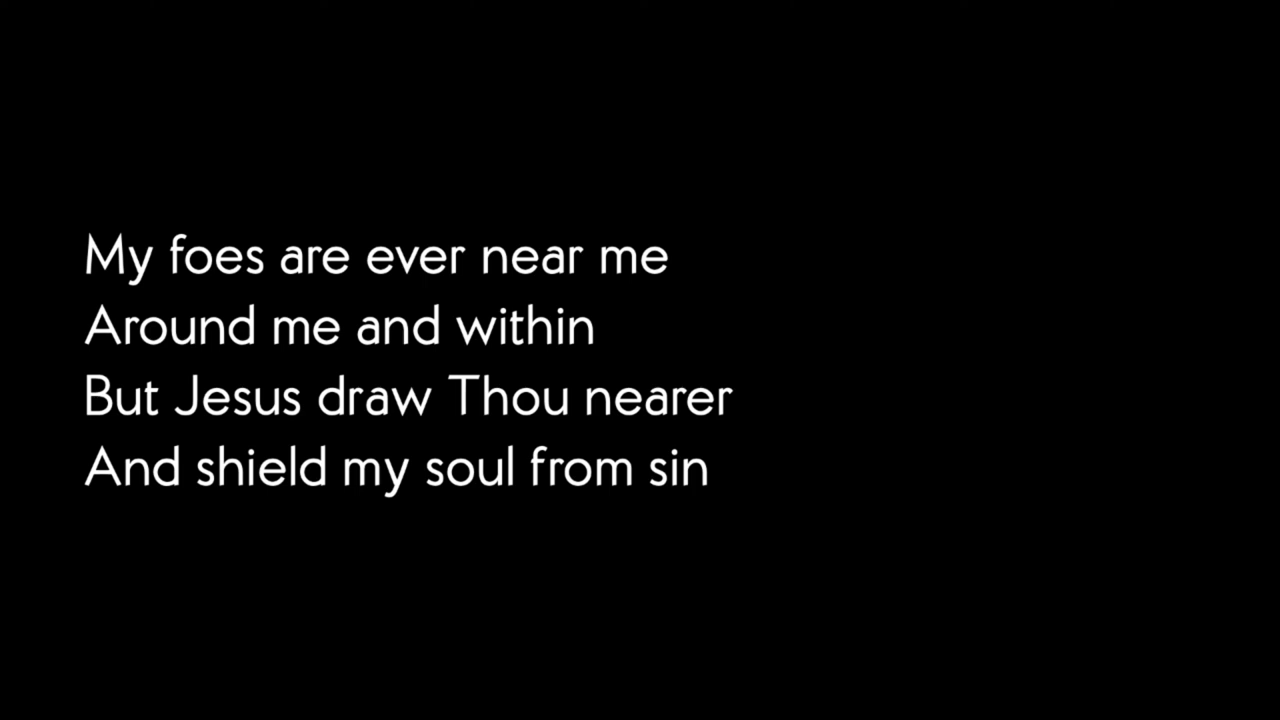 My foes are ever near me
Around me and within
But Jesus draw Thou nearer
And shield my soul from sin